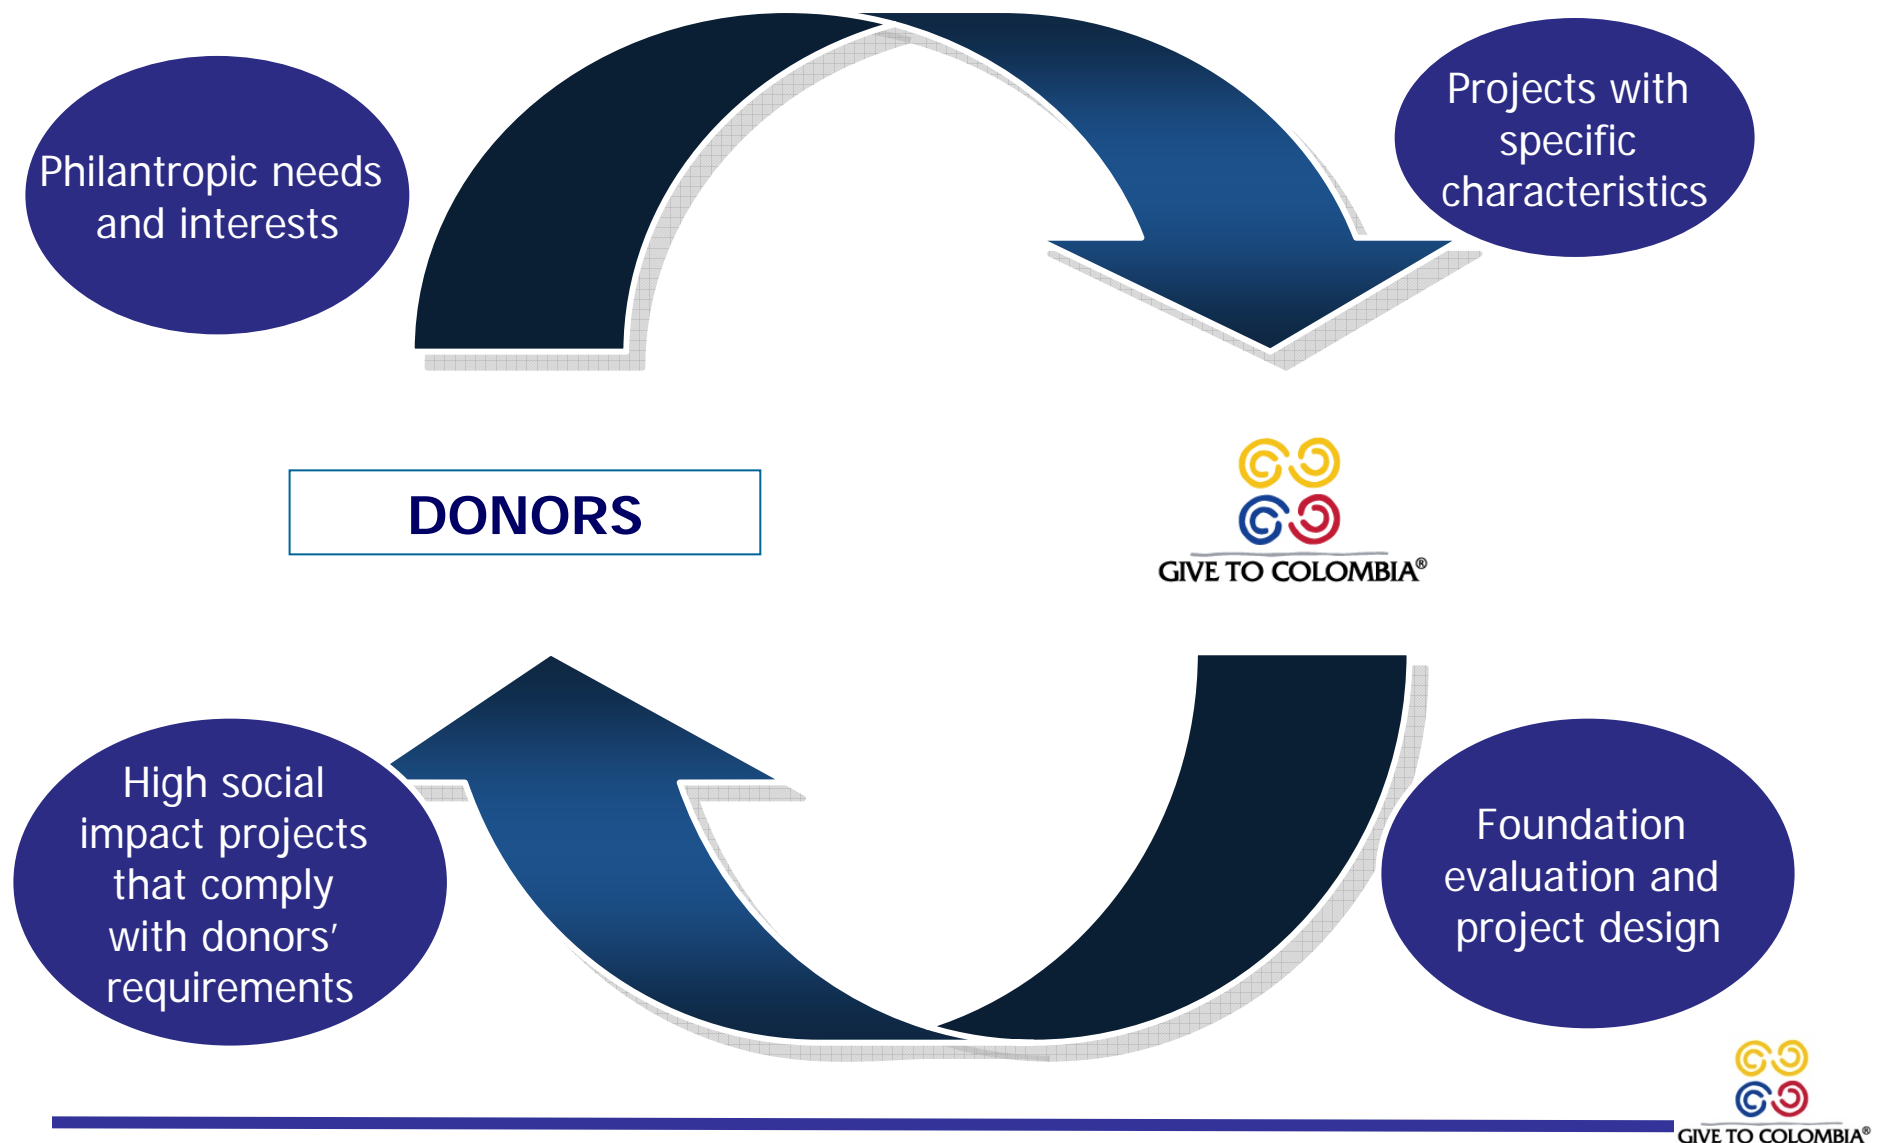 Philantropic needs
and interests
Projects with
specific
characteristics
DONORS
GIVE TO COLOMBIA®
High social
impact projects
that comply
with donors’
requirements
Foundation
evaluation and
project design
GIVE TO COLOMBIA®